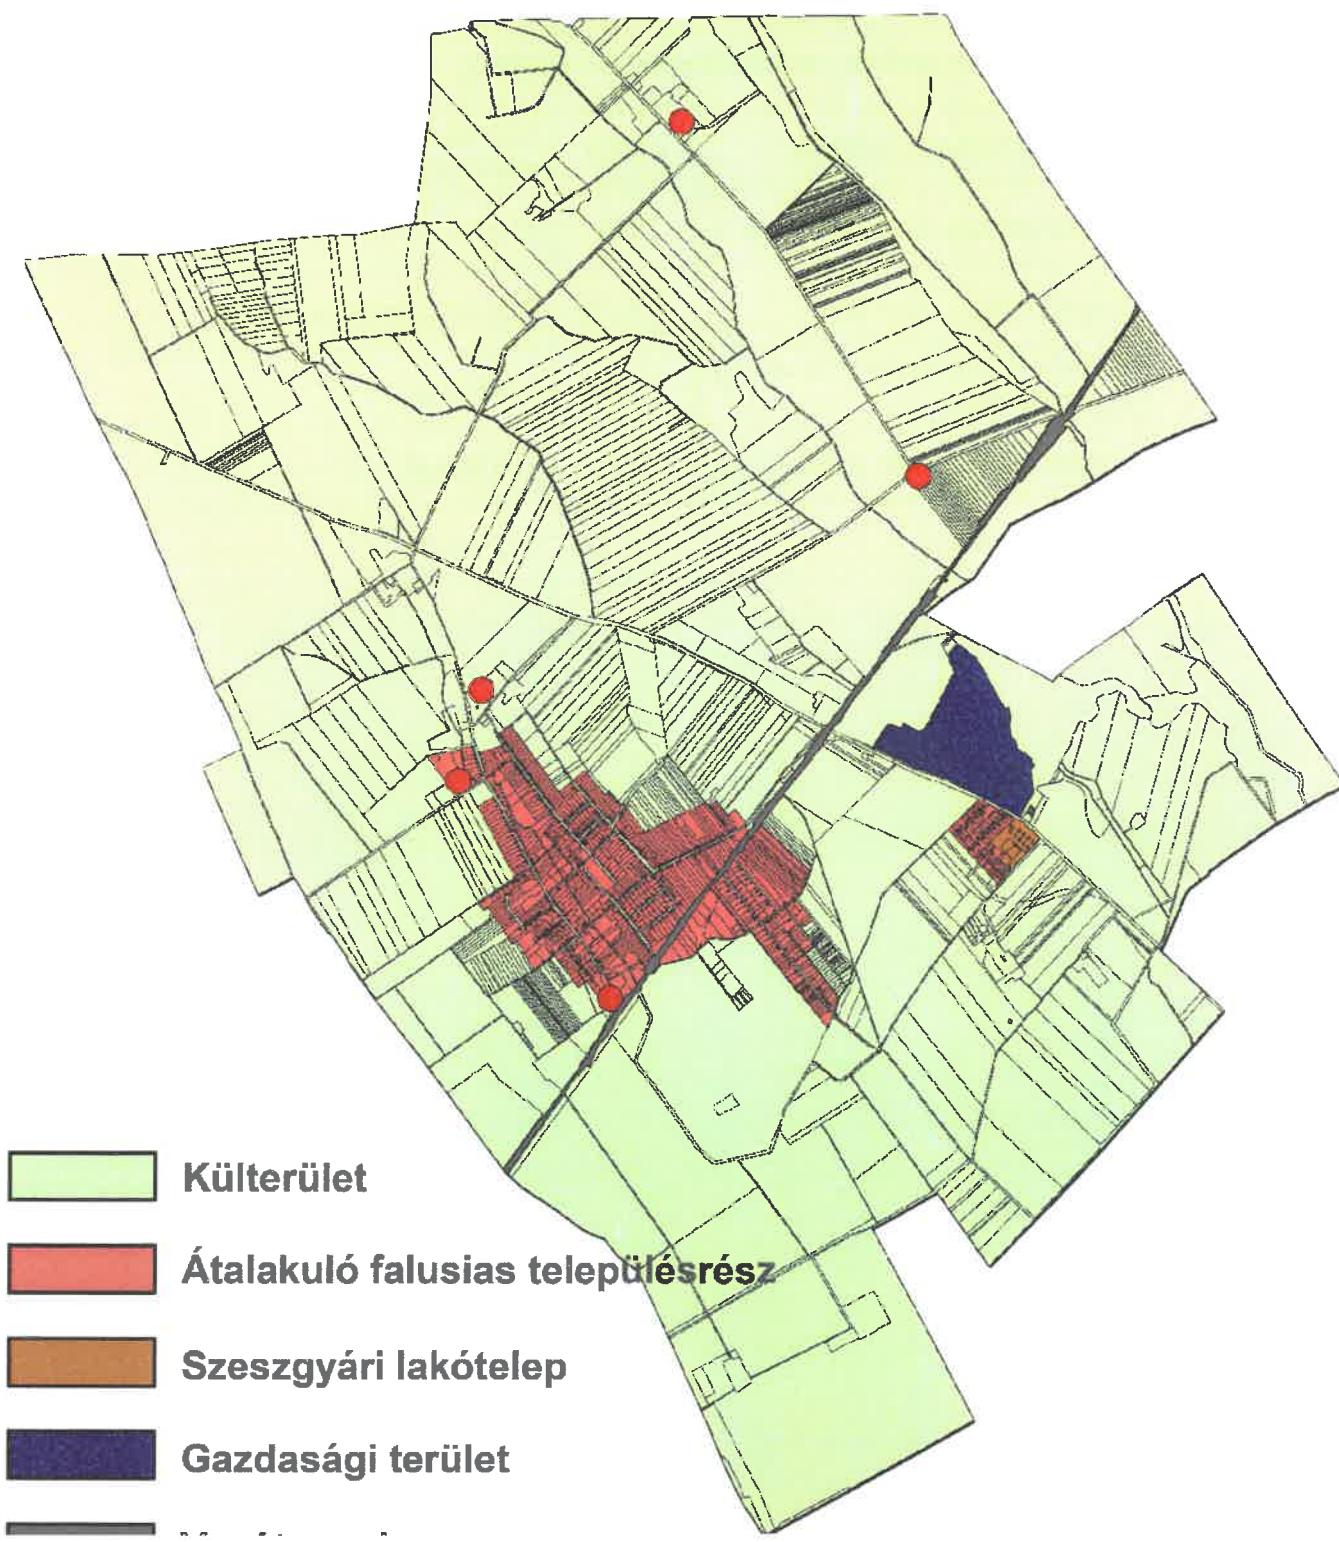 Külterület
Átalakuló falusias településrész
Szeszgyári lakótelep
Gazdasági terület